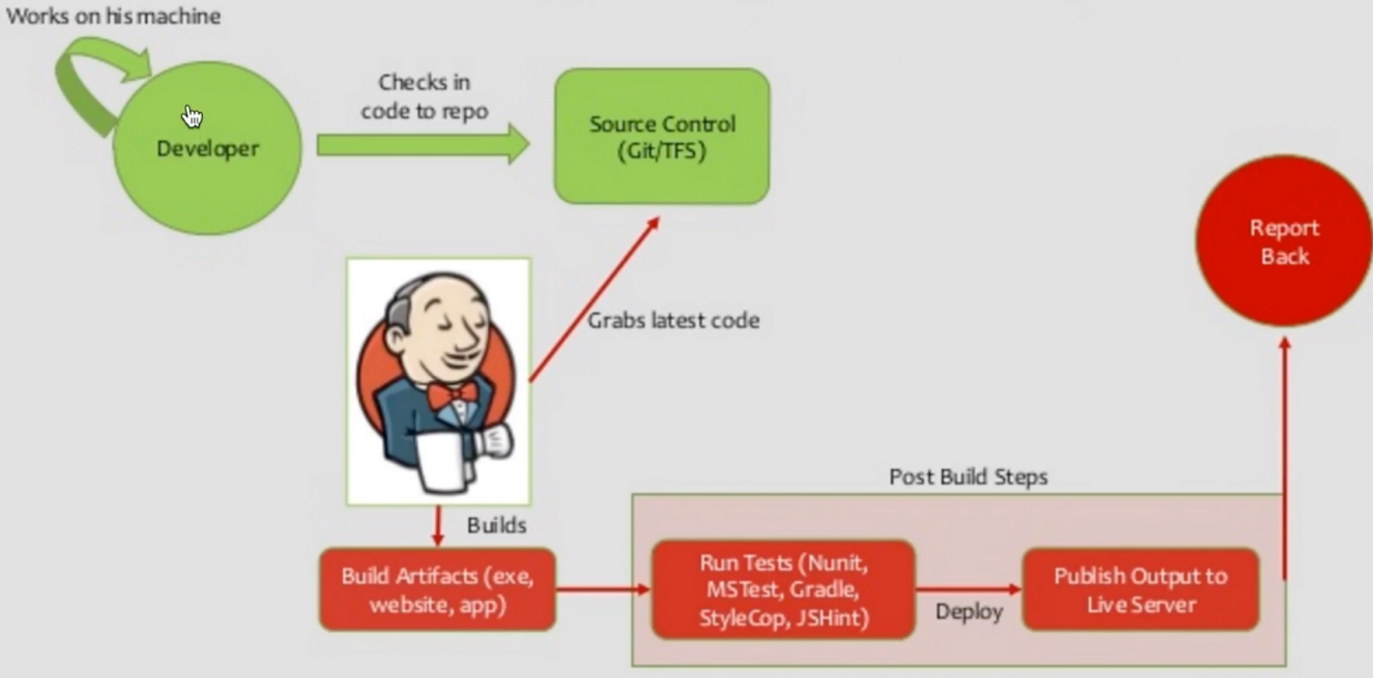 Works on his machine
Developer
Checks in
code to repo
Source Control
(Git/TFS)
Report
Back
Grabs latest code
Builds
Build Artifacts (exe,
website, app)
Post Build Steps
Run Tests (Nunit,
MSTest, Gradle,
StyleCop, JSHint)
Deploy
Publish Output to
Live Server